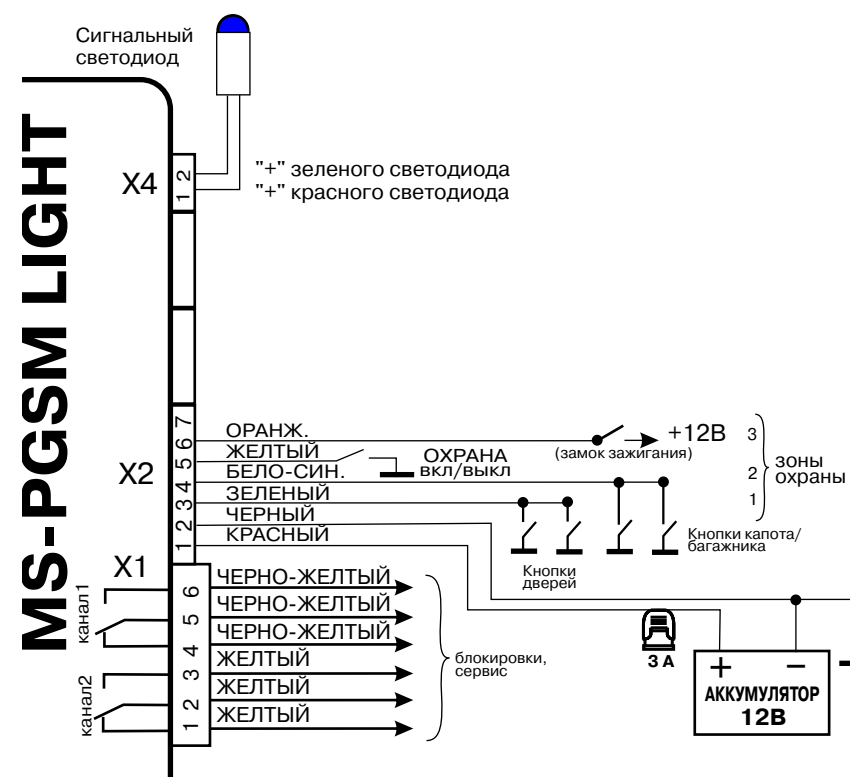 Сигнальный
светодиод
MS-PGSM LIGHT
X4
2
1
"+" зеленого светодиода
"+" красного светодиода
X2
7
6
5
4
3
2
1
ОРАНЖ.
ЖЕЛТЫЙ
БЕЛО-СИН.
ЗЕЛЕНЫЙ
ЧЕРНЫЙ
КРАСНЫЙ
ОХРАНА
ВКЛ/ВЫКЛ
+12В
(замок зажигания)
3
2
1
зоны
охраны
Кнопки
дверей
Кнопки капота/
багажника
X1
6
5
4
3
2
1
канал1
канал2
ЧЕРНО-ЖЕЛТЫЙ
ЧЕРНО-ЖЕЛТЫЙ
ЧЕРНО-ЖЕЛТЫЙ
ЖЕЛТЫЙ
ЖЕЛТЫЙ
ЖЕЛТЫЙ
блокировки,
сервис
3 А
+ –
АККУМУЛЯТОР
12В